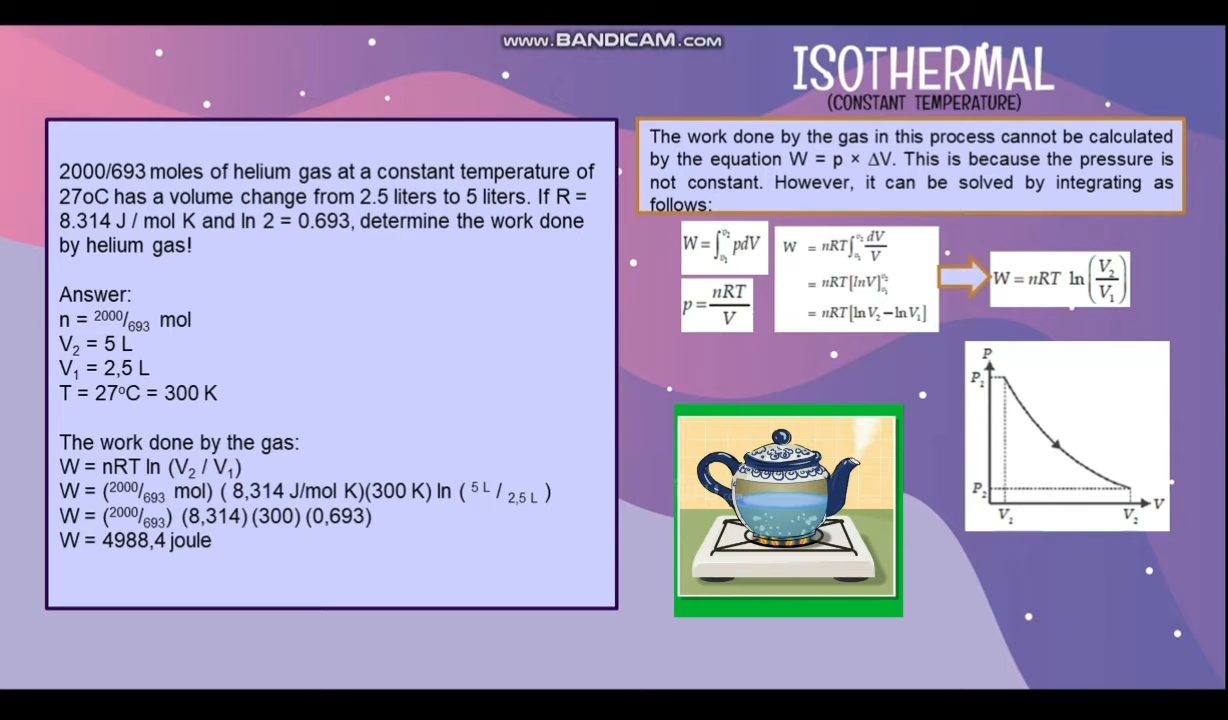 www.BANDICAM.com
ISOTHERMAL
(CONSTANT TEMPERATURE)
2000/693 moles of helium gas at a constant temperature of
27oC has a volume change from 2.5 liters to 5 liters. If R =
8.314 J / mol K and ln 2 = 0.693, determine the work done
by helium gas!
Answer:
n = ²⁰⁰⁰/₆₉₃ mol
V₂ = 5 L
V₁ = 2,5 L
T = 27°C = 300 K
The work done by the gas:
W = nRT ln (V₂ / V₁)
W = (²⁰⁰⁰/₆₉₃ mol) ( 8,314 J/mol K)(300 K) ln ( 5 L / 2,5 L )
W = (²⁰⁰⁰/₆₉₃) (8,314) (300) (0,693)
W = 4988,4 joule
The work done by the gas in this process cannot be calculated
by the equation W = p × ΔV. This is because the pressure is
not constant. However, it can be solved by integrating as
follows:
W = ∫_{v₁}^{v₂} pdV
p = nRT / V
W = nRT ∫_{v₁}^{v₂} dV / V
= nRT [lnV]_{v₁}^{v₂}
= nRT [ln V₂ − ln V₁]
W = nRT ln (V₂ / V₁)
P
P₂
P₂
V₁
V₂
V